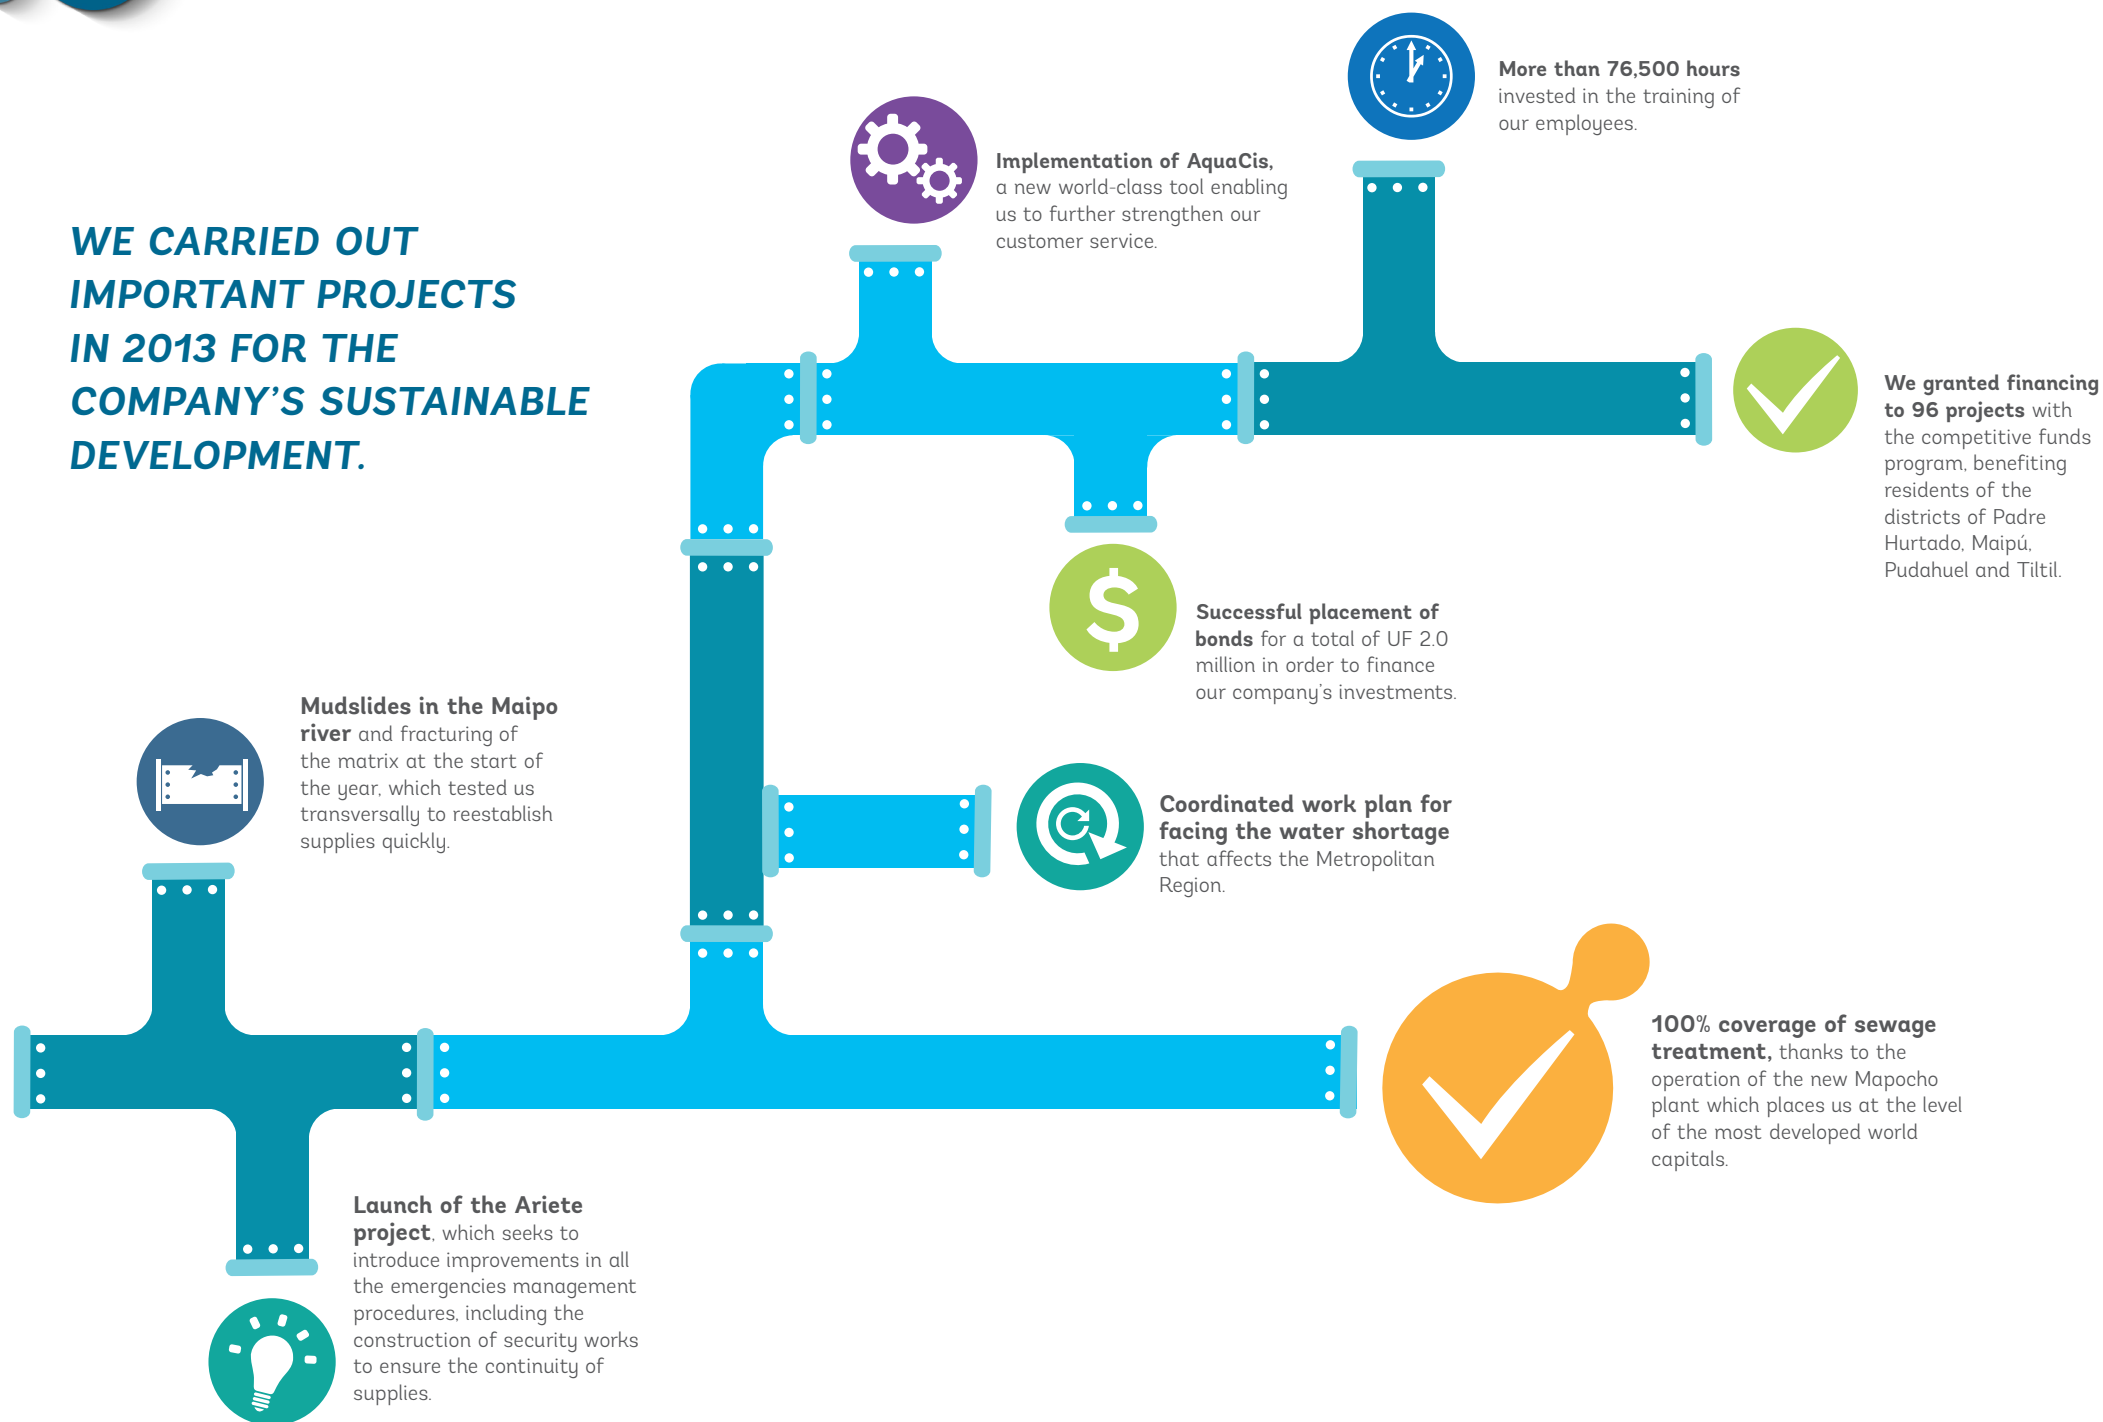 WE CARRIED OUT
IMPORTANT PROJECTS
IN 2013 FOR THE
COMPANY'S SUSTAINABLE
DEVELOPMENT.
More than 76,500 hours
invested in the training of
our employees.
Implementation of AquaCis,
a new world-class tool enabling
us to further strengthen our
customer service.
We granted financing
to 96 projects with
the competitive funds
program, benefiting
residents of the
districts of Padre
Hurtado, Maipú,
Pudahuel and Tiltil.
$
Successful placement of
bonds for a total of UF 2.0
million in order to finance
our company's investments.
Mudslides in the Maipo
river and fracturing of
the matrix at the start of
the year, which tested us
transversally to reestablish
supplies quickly.
Coordinated work plan for
facing the water shortage
that affects the Metropolitan
Region.
100% coverage of sewage
treatment, thanks to the
operation of the new Mapocho
plant which places us at the level
of the most developed world
capitals.
Launch of the Ariete
project, which seeks to
introduce improvements in all
the emergencies management
procedures, including the
construction of security works
to ensure the continuity of
supplies.